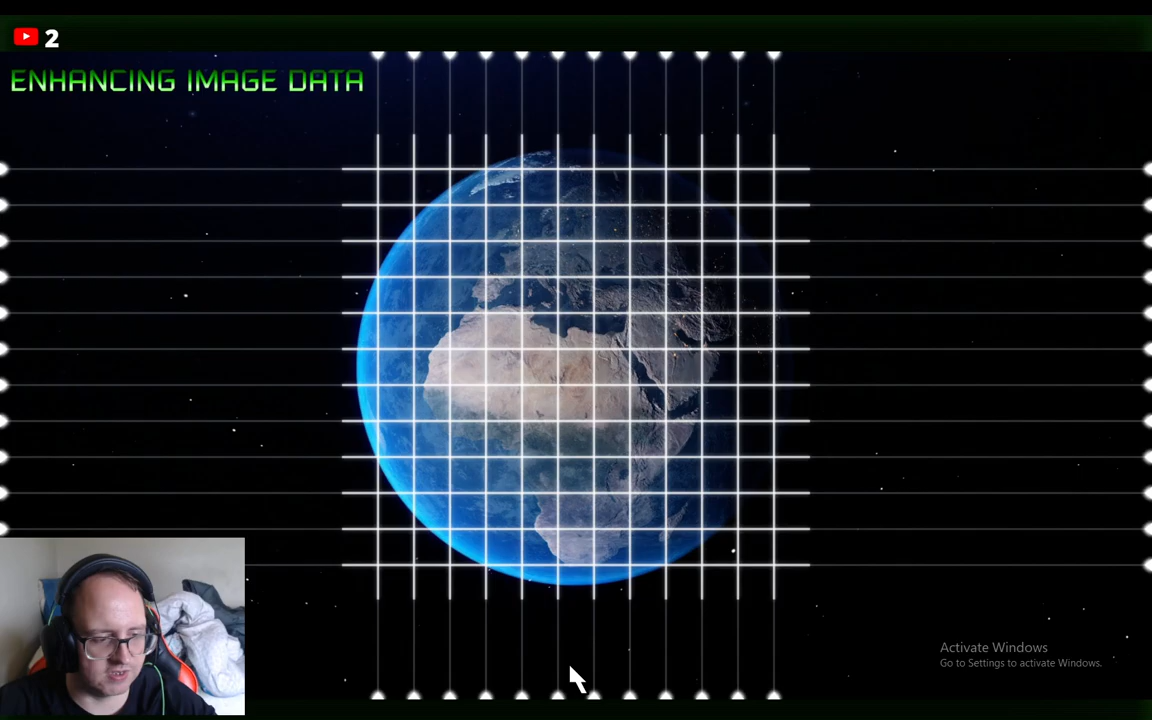 2
ENHANCING IMAGE DATA
Activate Windows
Go to Settings to activate Windows.